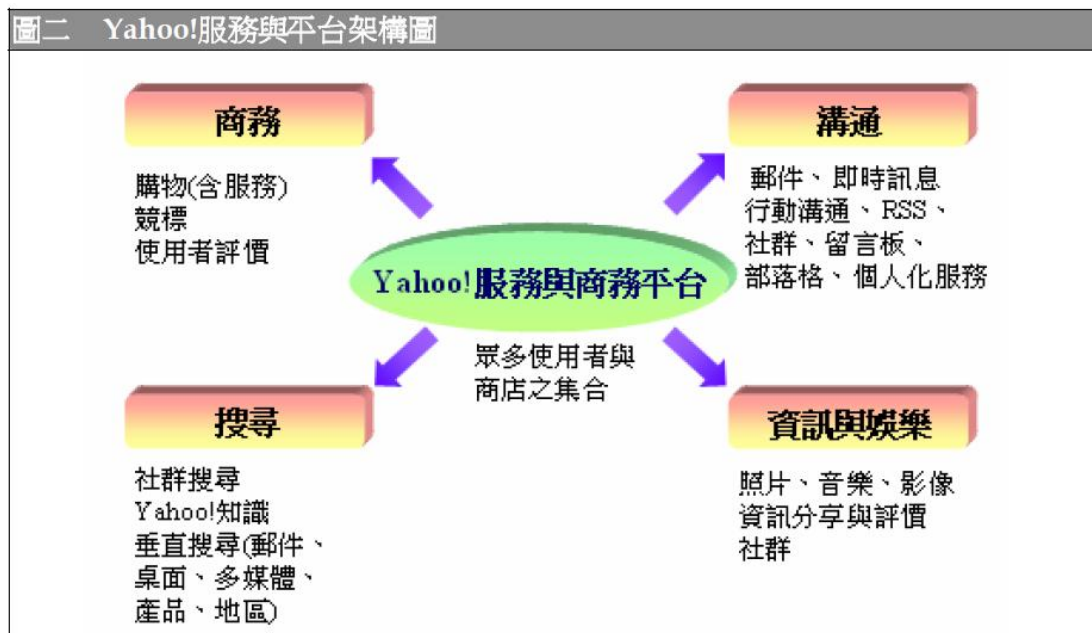 圖二 Yahoo!服務與平台架構圖
商務
購物(含服務)
競標
使用者評價
溝通
郵件、即時訊息
行動溝通、RSS、
社群、留言板、
部落格、個人化服務
Yahoo!服務與商務平台
眾多使用者與
商店之集合
搜尋
社群搜尋
Yahoo!知識
垂直搜尋(郵件、
桌面、多媒體、
產品、地區)
資訊與娛樂
照片、音樂、影像
資訊分享與評價
社群